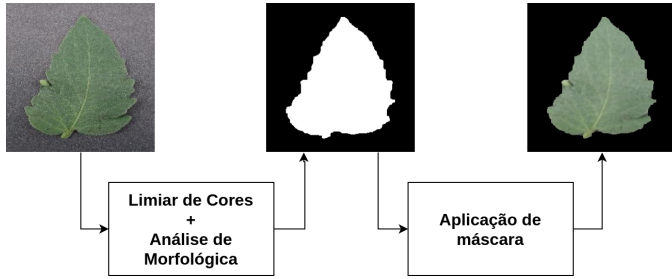 Limiar de Cores
+
Análise de
Morfológica
Aplicação de
máscara